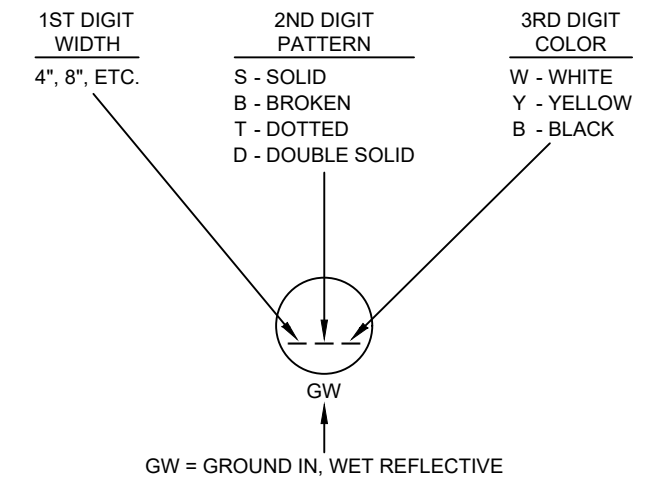 1ST DIGIT
WIDTH
4", 8", ETC.
2ND DIGIT
PATTERN
S - SOLID
B - BROKEN
T - DOTTED
D - DOUBLE SOLID
3RD DIGIT
COLOR
W - WHITE
Y - YELLOW
B - BLACK
GW
GW = GROUND IN, WET REFLECTIVE